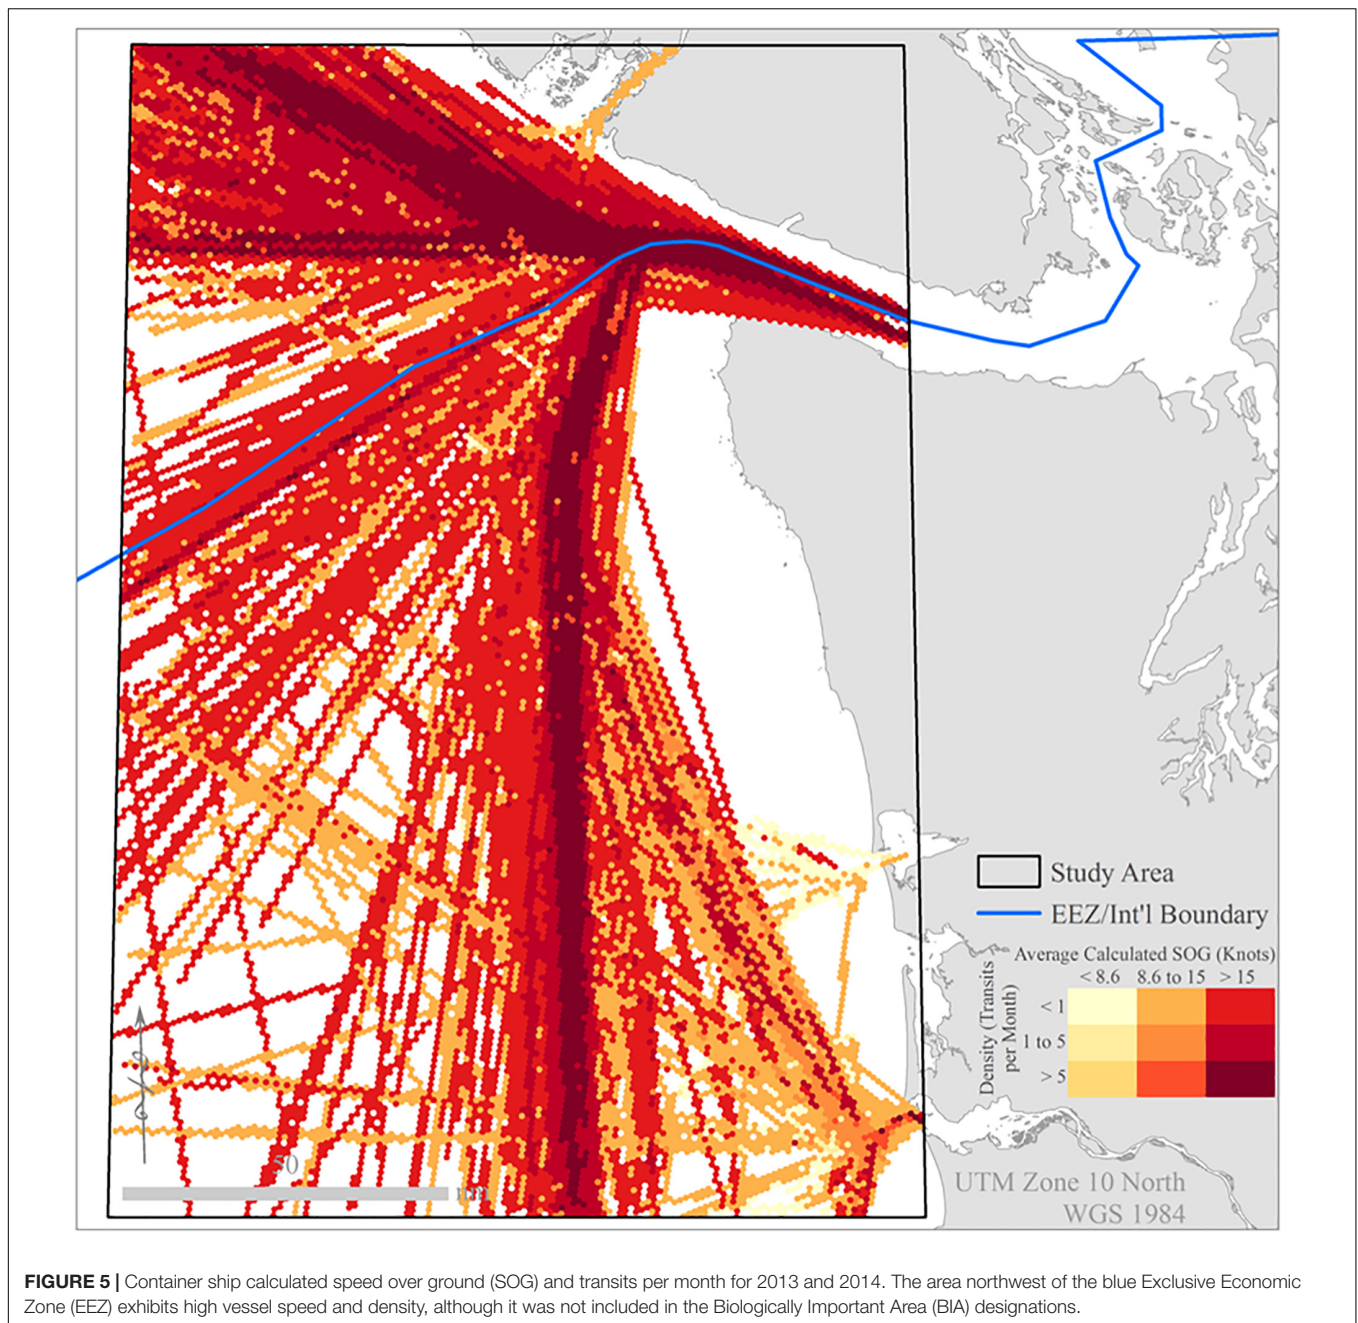 Study Area
EEZ/Int'l Boundary
Average Calculated SOG (Knots)
< 8.6 8.6 to 15 > 15
Density (Transits
per Month)
< 1
1 to 5
> 5
50
UTM Zone 10 North
WGS 1984
FIGURE 5 | Container ship calculated speed over ground (SOG) and transits per month for 2013 and 2014. The area northwest of the blue Exclusive Economic
Zone (EEZ) exhibits high vessel speed and density, although it was not included in the Biologically Important Area (BIA) designations.